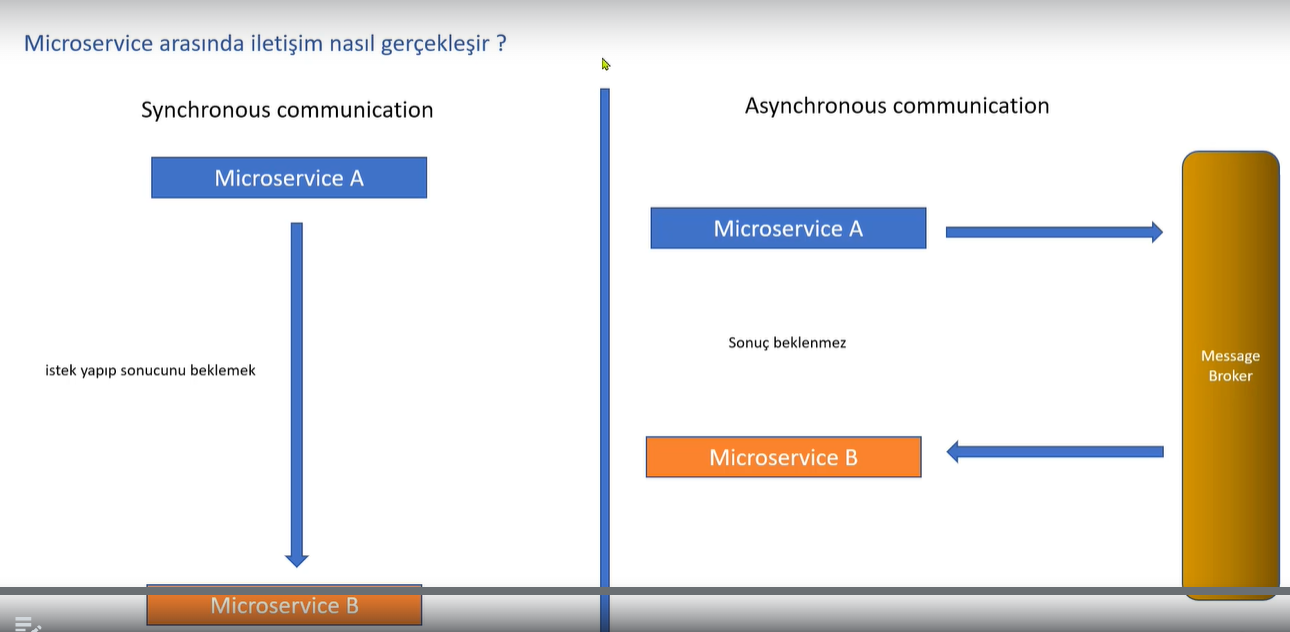 Microservice arasında iletişim nasıl gerçekleşir ?
Synchronous communication
Microservice A
istek yapıp sonucunu beklemek
Microservice B
Asynchronous communication
Microservice A
Sonuç beklenmez
Microservice B
Message
Broker